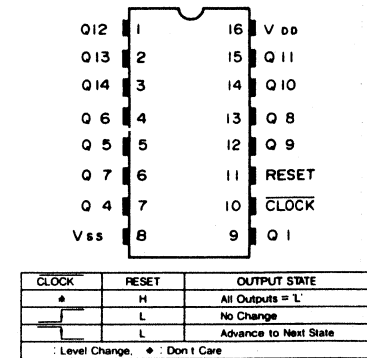 Q12 1 16 V DD
Q13 2 15 Q 11
Q14 3 14 Q10
Q 6 4 13 Q 8
Q 5 5 12 Q 9
Q 7 6 11 RESET
Q 4 7 10 CLOCK
Vss 8 9 Q 1
CLOCK RESET OUTPUT STATE
H All Outputs = 'L'
L No Change
L Advance to Next State
: Level Change, ◆ : Don t Care